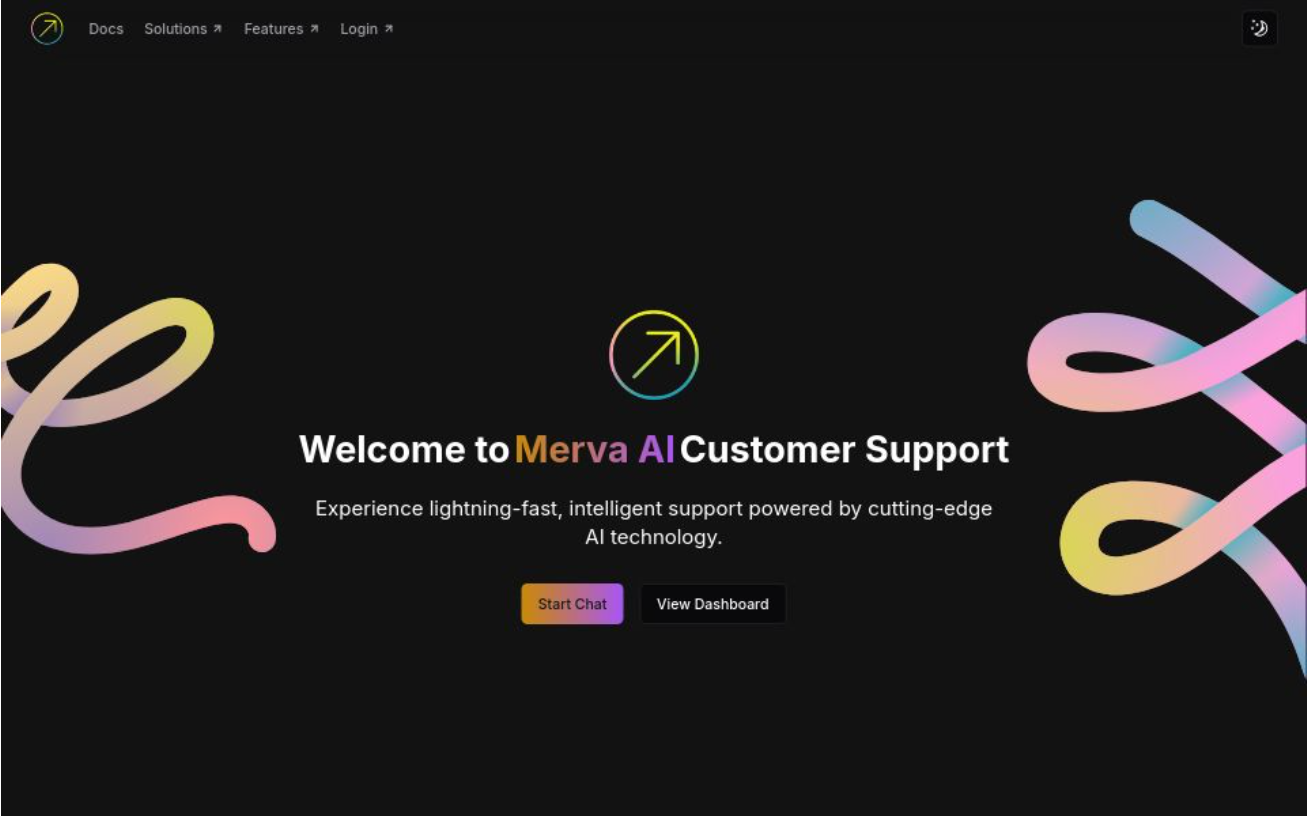 Docs Solutions Features Login
Welcome to Merva AI Customer Support
Experience lightning-fast, intelligent support powered by cutting-edge
AI technology.
Start Chat View Dashboard